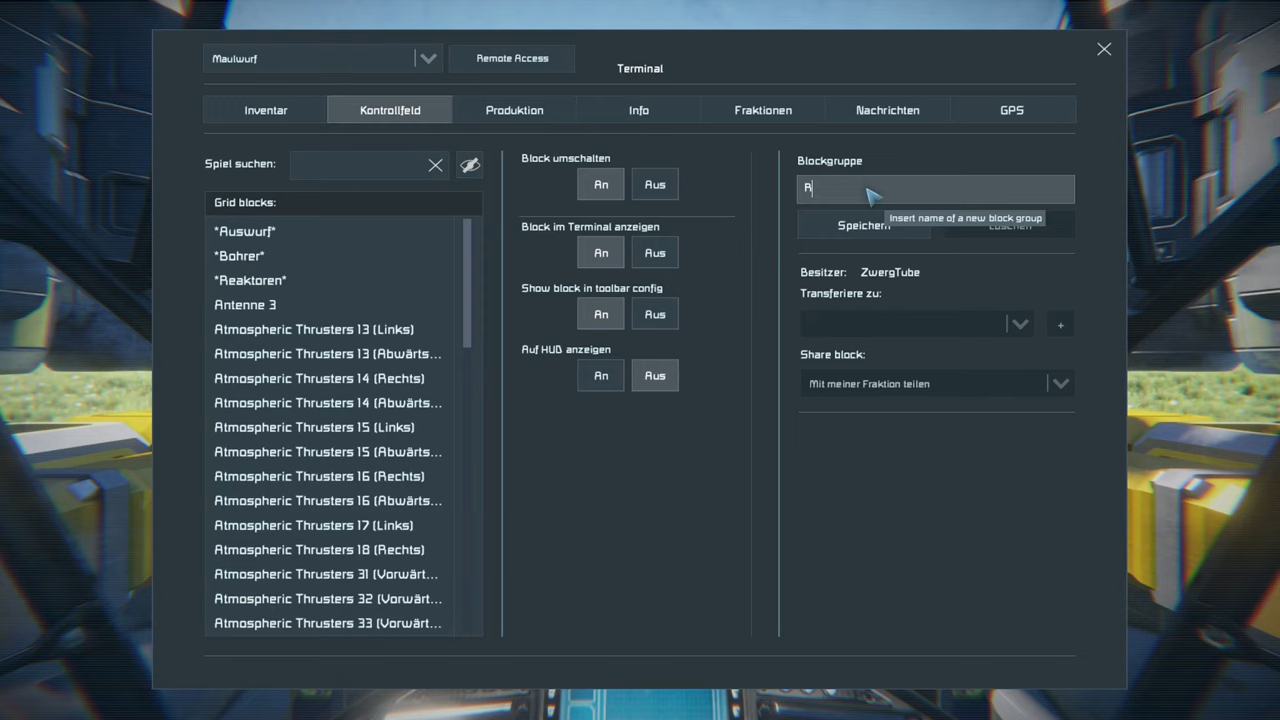 Maulwurf
Remote Access
Terminal
Inventar
Kontrollfeld
Produktion
Info
Fraktionen
Nachrichten
GPS
Spiel suchen:
Grid blocks:
*Auswurf*
*Bohrer*
*Reaktoren*
Antenne 3
Atmospheric Thrusters 13 (Links)
Atmospheric Thrusters 13 (Abwärts...
Atmospheric Thrusters 14 (Rechts)
Atmospheric Thrusters 14 (Abwärts...
Atmospheric Thrusters 15 (Links)
Atmospheric Thrusters 15 (Abwärts...
Atmospheric Thrusters 16 (Rechts)
Atmospheric Thrusters 16 (Abwärts...
Atmospheric Thrusters 17 (Links)
Atmospheric Thrusters 18 (Rechts)
Atmospheric Thrusters 31 (Vorwärt...
Atmospheric Thrusters 32 (Vorwärt...
Atmospheric Thrusters 33 (Vorwärt...
Block umschalten
An Aus
Block im Terminal anzeigen
An Aus
Show block in toolbar config
An Aus
Auf HUD anzeigen
An Aus
Blockgruppe
R
Insert name of a new block group
Speichern
Löschen
Besitzer: ZwergTube
Transferiere zu:
+
Share block:
Mit meiner Fraktion teilen